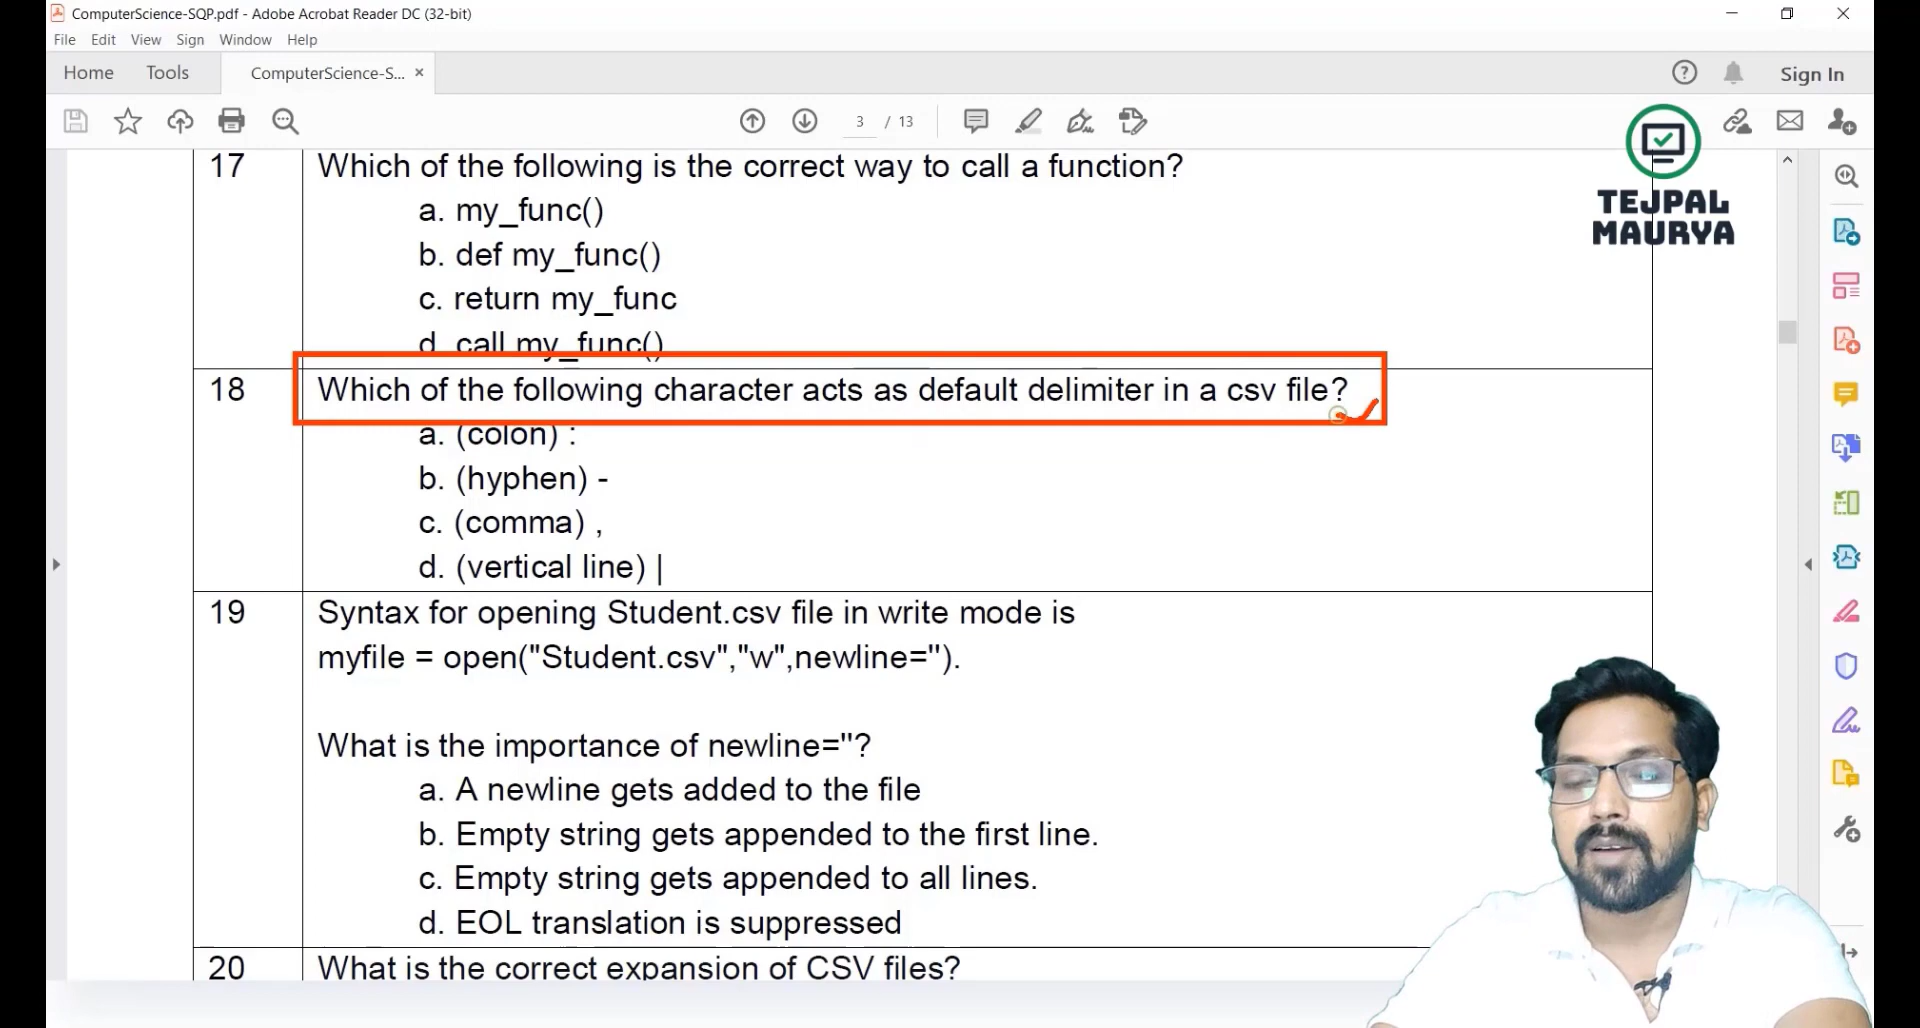 ComputerScience-SQP.pdf - Adobe Acrobat Reader DC (32-bit)
File Edit View Sign Window Help
Home Tools ComputerScience-S... × Sign In
3 / 13
TEJPAL
MAURYA
17 Which of the following is the correct way to call a function?
a. my_func()
b. def my_func()
c. return my_func
d. call my_func()
18 Which of the following character acts as default delimiter in a csv file?
a. (colon) :
b. (hyphen) -
c. (comma) ,
d. (vertical line) |
19 Syntax for opening Student.csv file in write mode is
myfile = open("Student.csv","w",newline='').
What is the importance of newline=''?
a. A newline gets added to the file
b. Empty string gets appended to the first line.
c. Empty string gets appended to all lines.
d. EOL translation is suppressed
20 What is the correct expansion of CSV files?